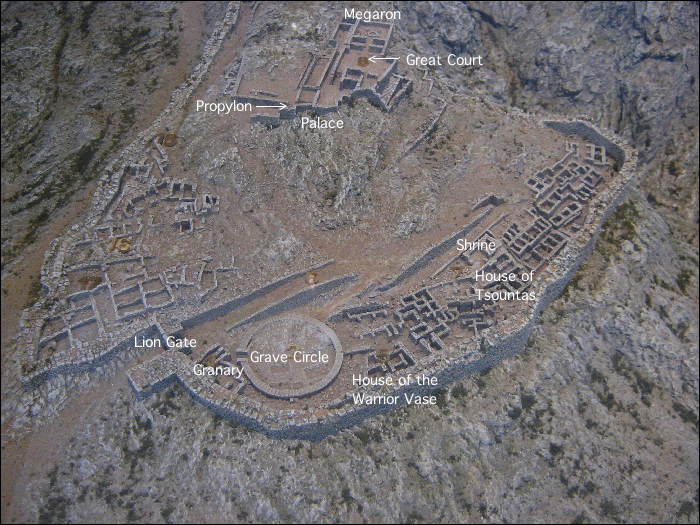 Megaron
Great Court
Propylon
Palace
Shrine
House of
Tsountas
Lion Gate
Grave Circle
Granary
House of the
Warrior Vase